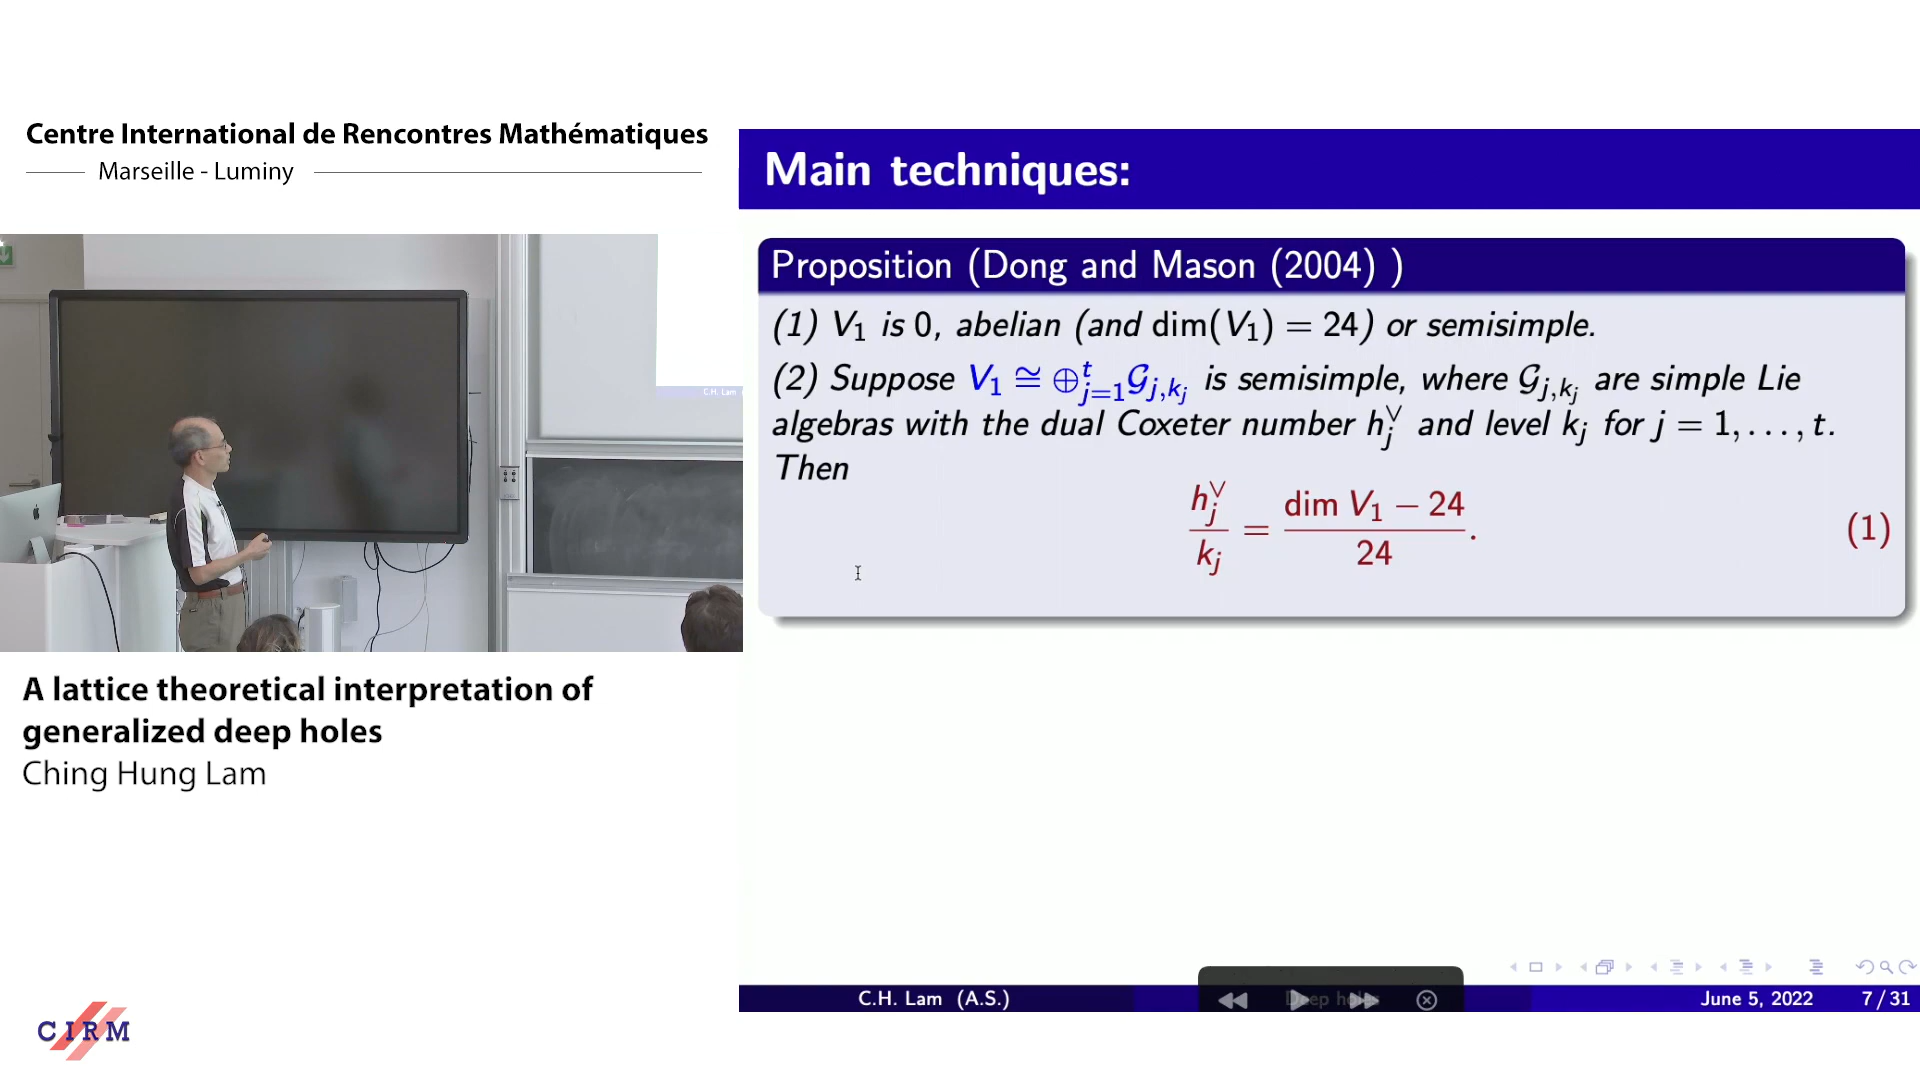 Centre International de Rencontres Mathématiques
Marseille - Luminy
C.H. Lam
A lattice theoretical interpretation of
generalized deep holes
Ching Hung Lam
CIRM
Main techniques:
Proposition (Dong and Mason (2004) )
(1) V₁ is 0, abelian (and dim(V₁) = 24) or semisimple.
(2) Suppose V₁ ≅ ⊕ᵗⱼ₌₁𝒢ⱼ,ₖⱼ is semisimple, where 𝒢ⱼ,ₖⱼ are simple Lie
algebras with the dual Coxeter number hⱼ^∨ and level kⱼ for j = 1, . . . , t.
Then
hⱼ^∨ / kⱼ = (dim V₁ − 24) / 24. (1)
C.H. Lam (A.S.) Deep holes June 5, 2022 7 / 31